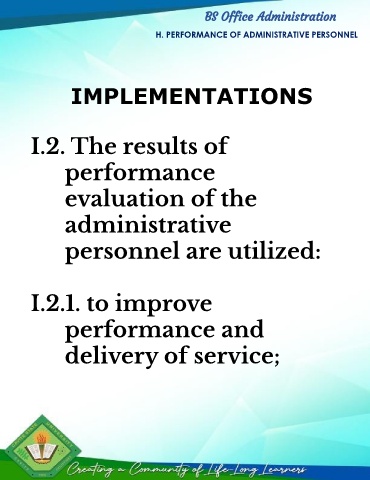 BS Office Administration
H. PERFORMANCE OF ADMINISTRATIVE PERSONNEL
IMPLEMENTATIONS
I.2. The results of
performance
evaluation of the
administrative
personnel are utilized:
I.2.1. to improve
performance and
delivery of service;
Creating a Community of Life-Long Learners